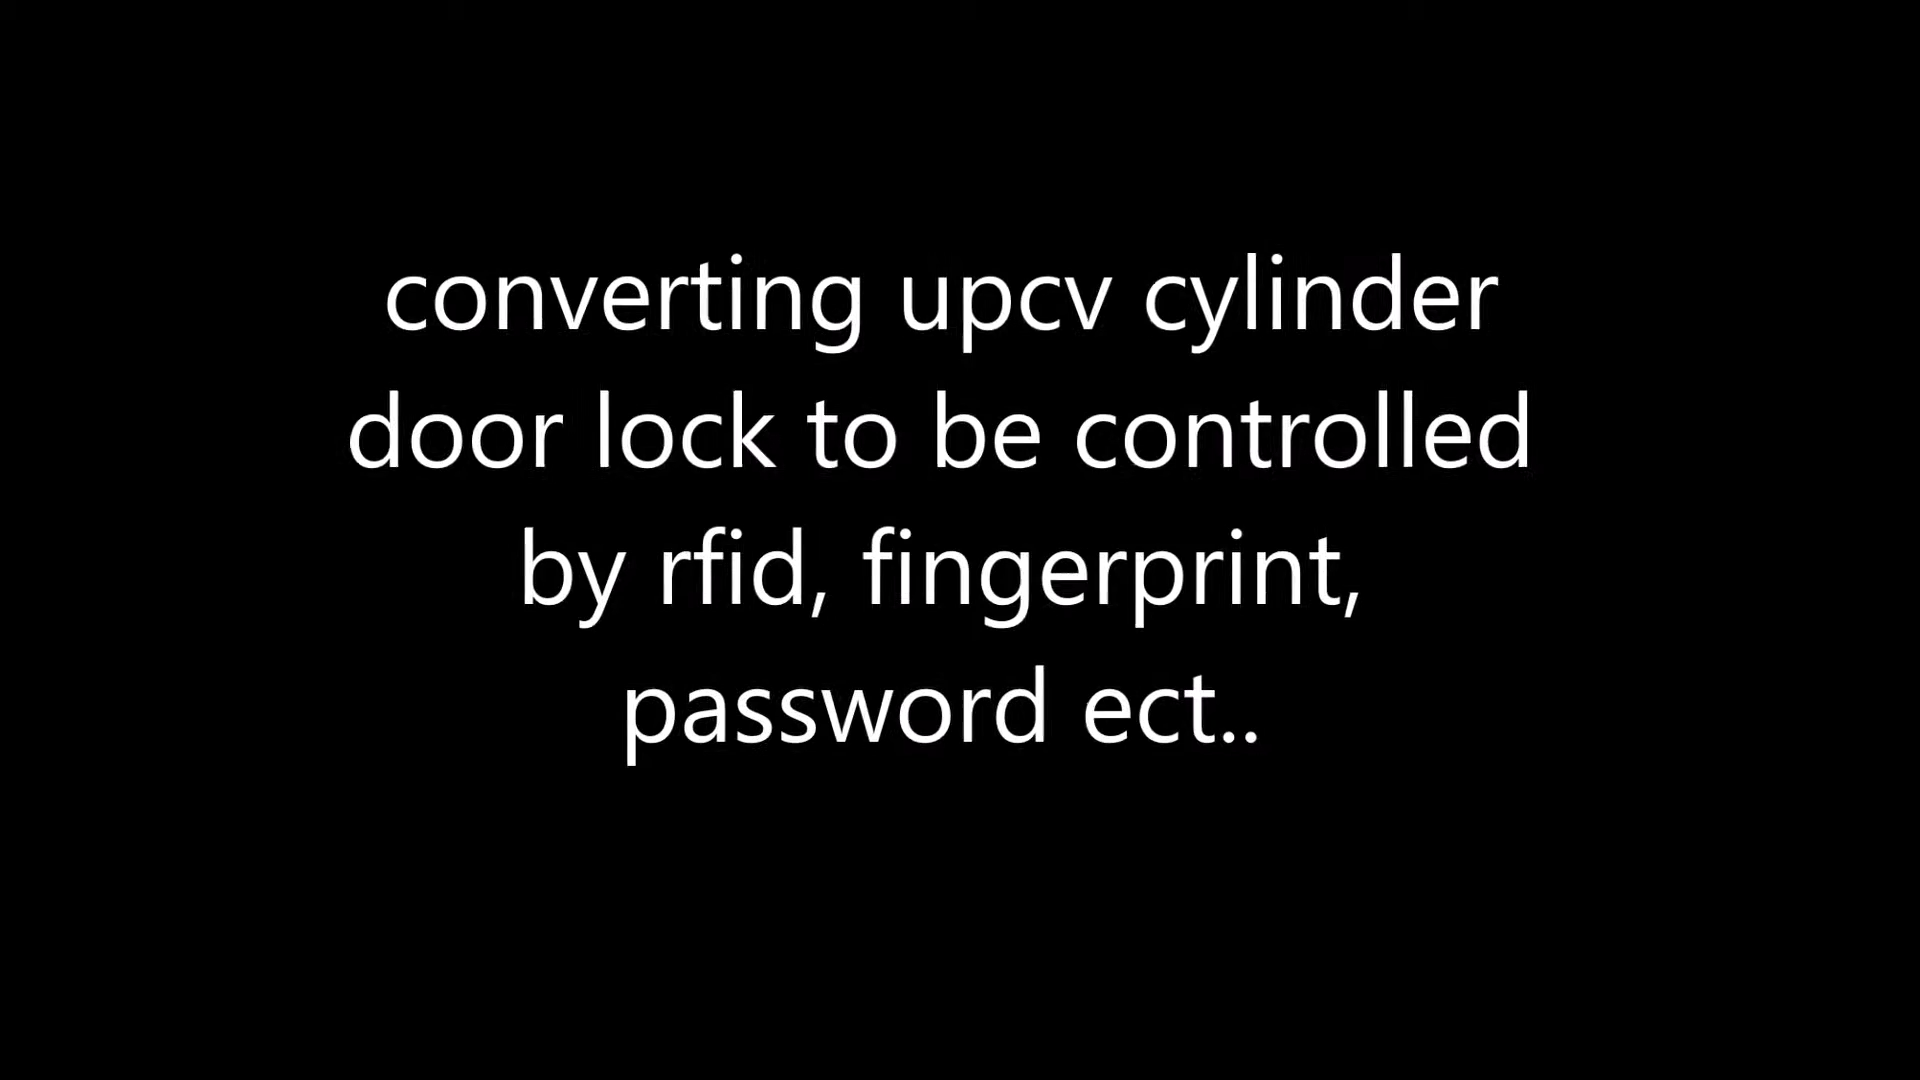 converting upcv cylinder
door lock to be controlled
by rfid, fingerprint,
password ect..